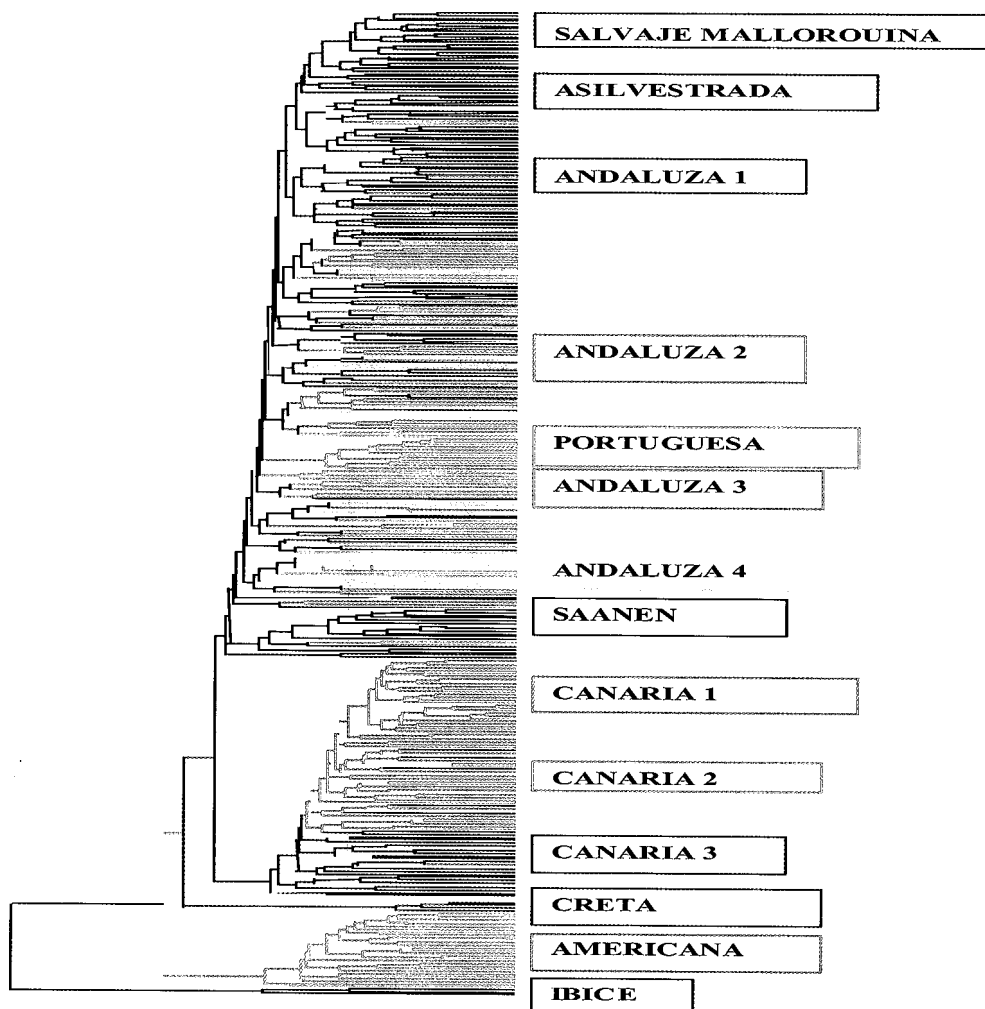 SALVAJE MALLOROUINA
ASILVESTRADA
ANDALUZA 1
ANDALUZA 2
PORTUGUESA
ANDALUZA 3
ANDALUZA 4
SAANEN
CANARIA 1
CANARIA 2
CANARIA 3
CRETA
AMERICANA
IBICE